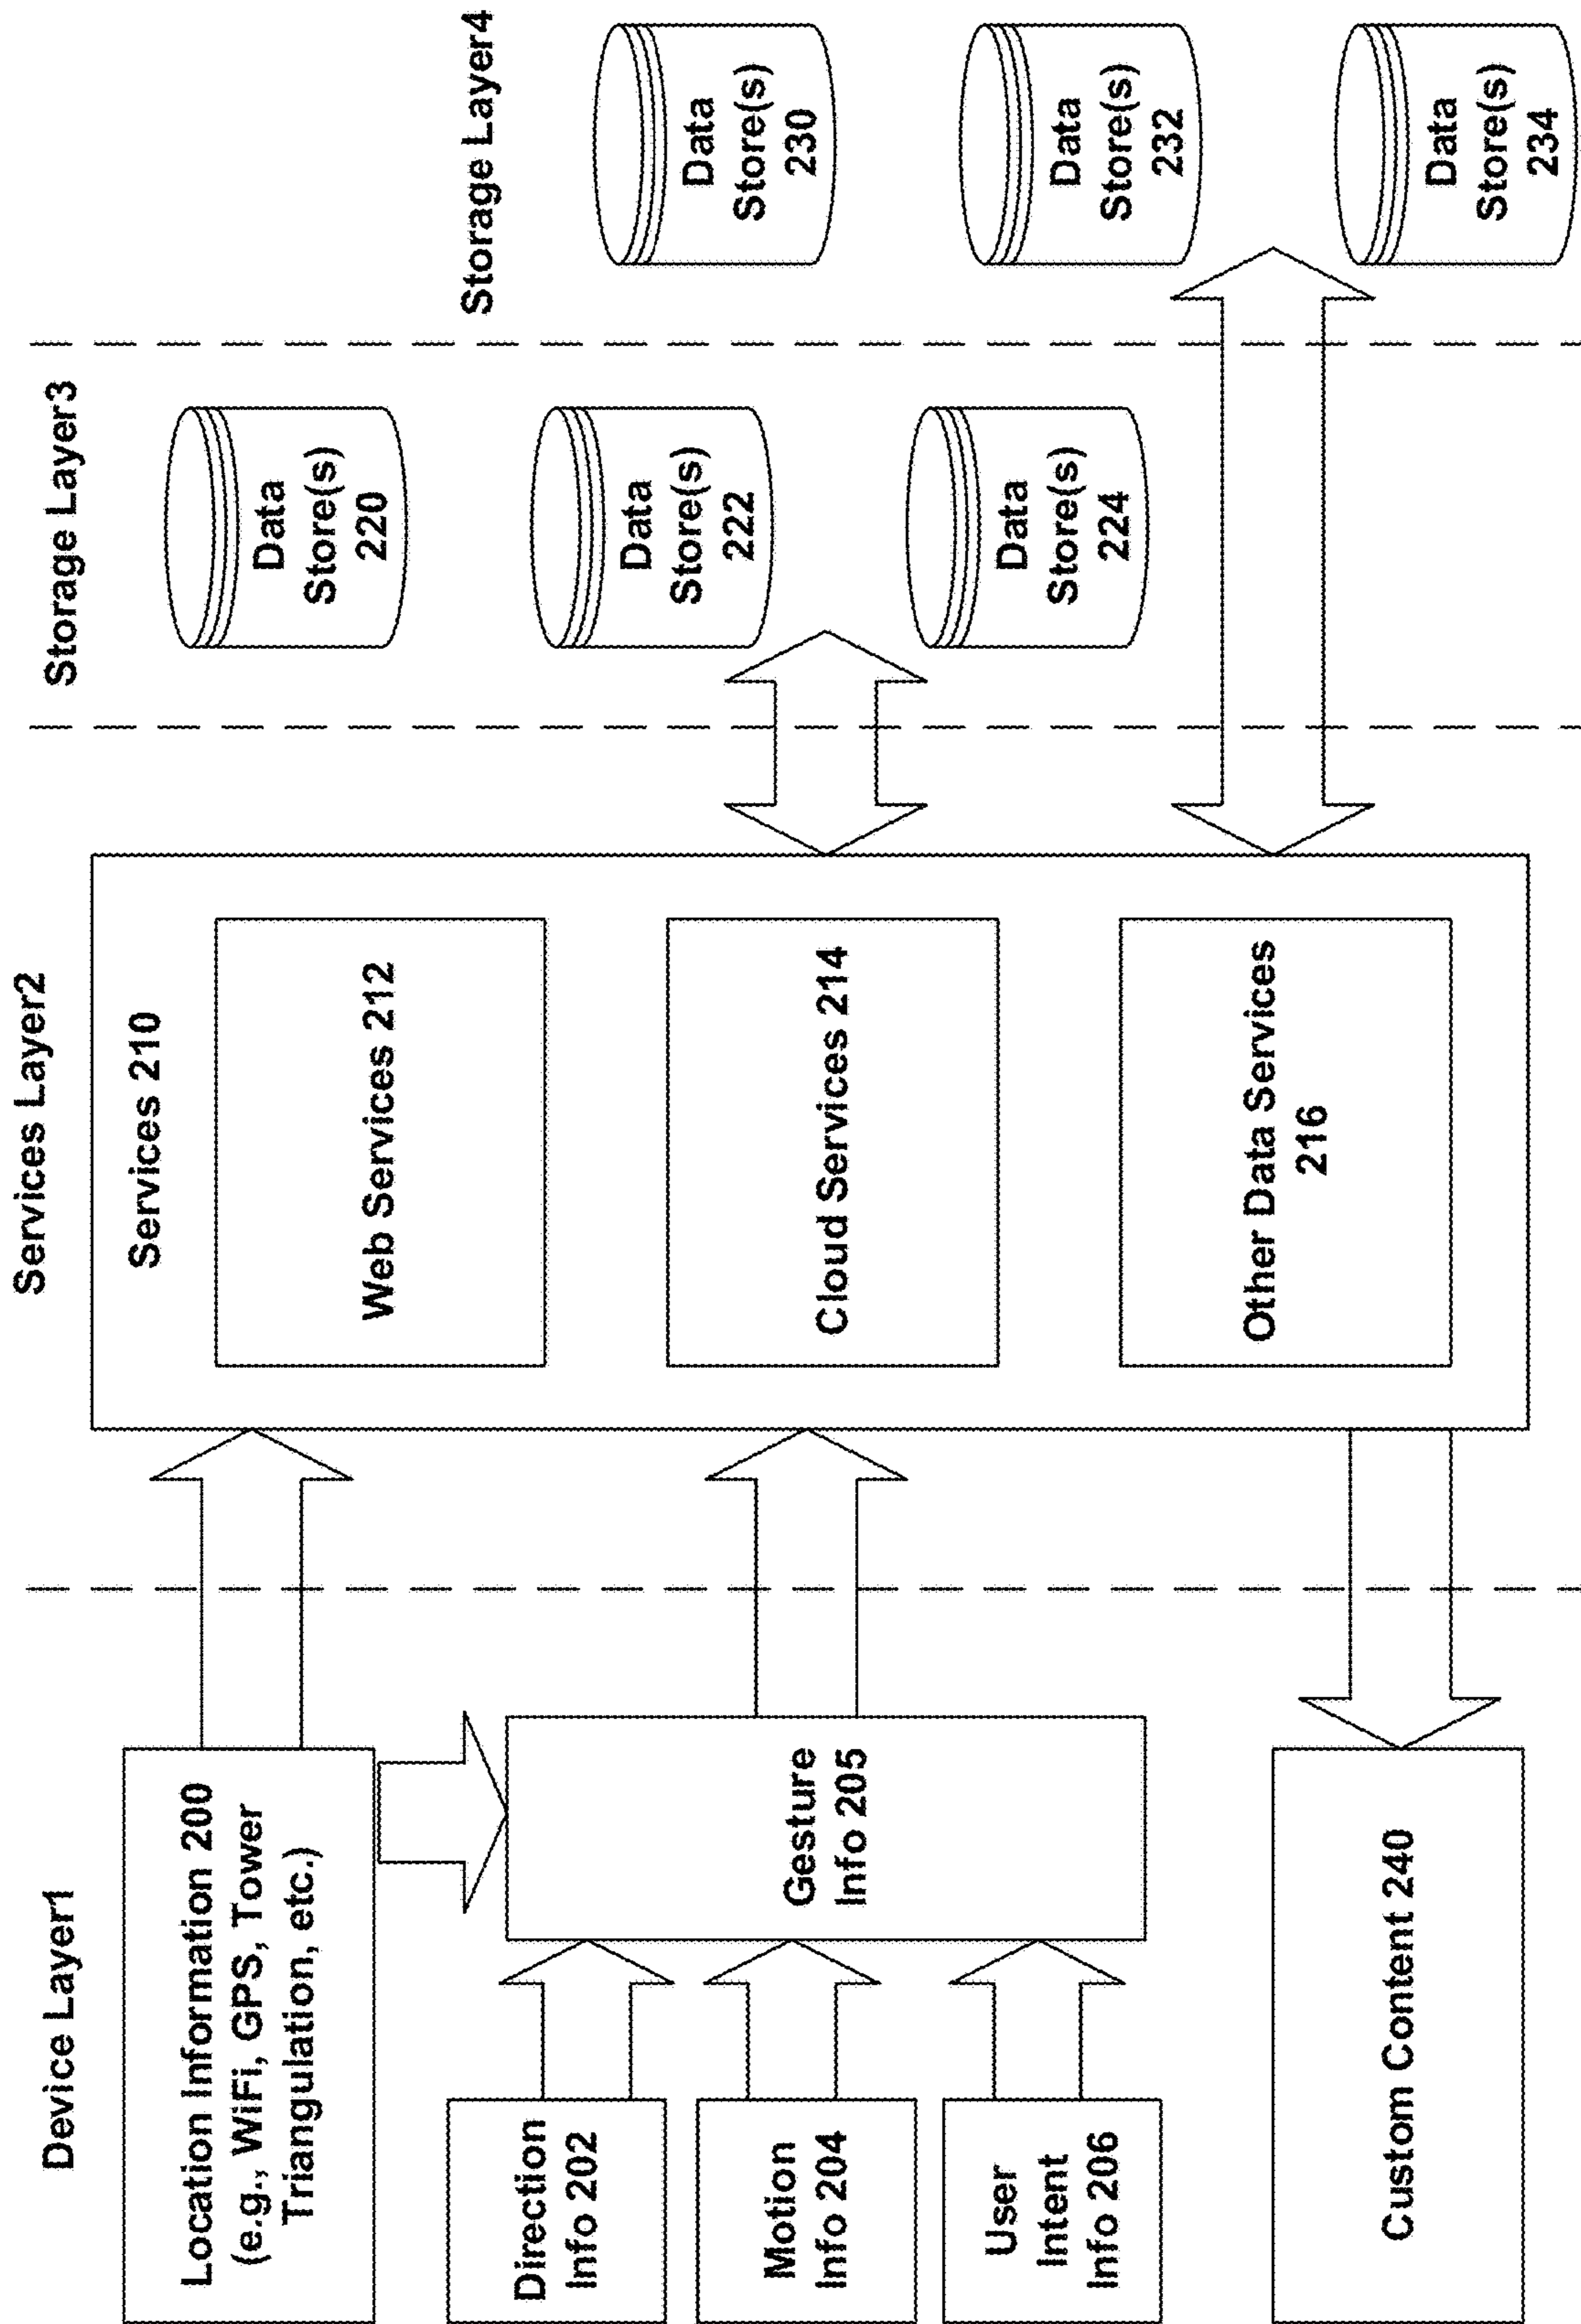 Device Layer1
Location Information 200
(e.g., WiFi, GPS, Tower
Triangulation, etc.)
Direction
Info 202
Motion
Info 204
User
Intent
Info 206
Gesture
Info 205
Custom Content 240
Services Layer2
Services 210
Web Services 212
Cloud Services 214
Other Data Services
216
Storage Layer3
Data
Store(s)
220
Data
Store(s)
222
Data
Store(s)
224
Storage Layer4
Data
Store(s)
230
Data
Store(s)
232
Data
Store(s)
234